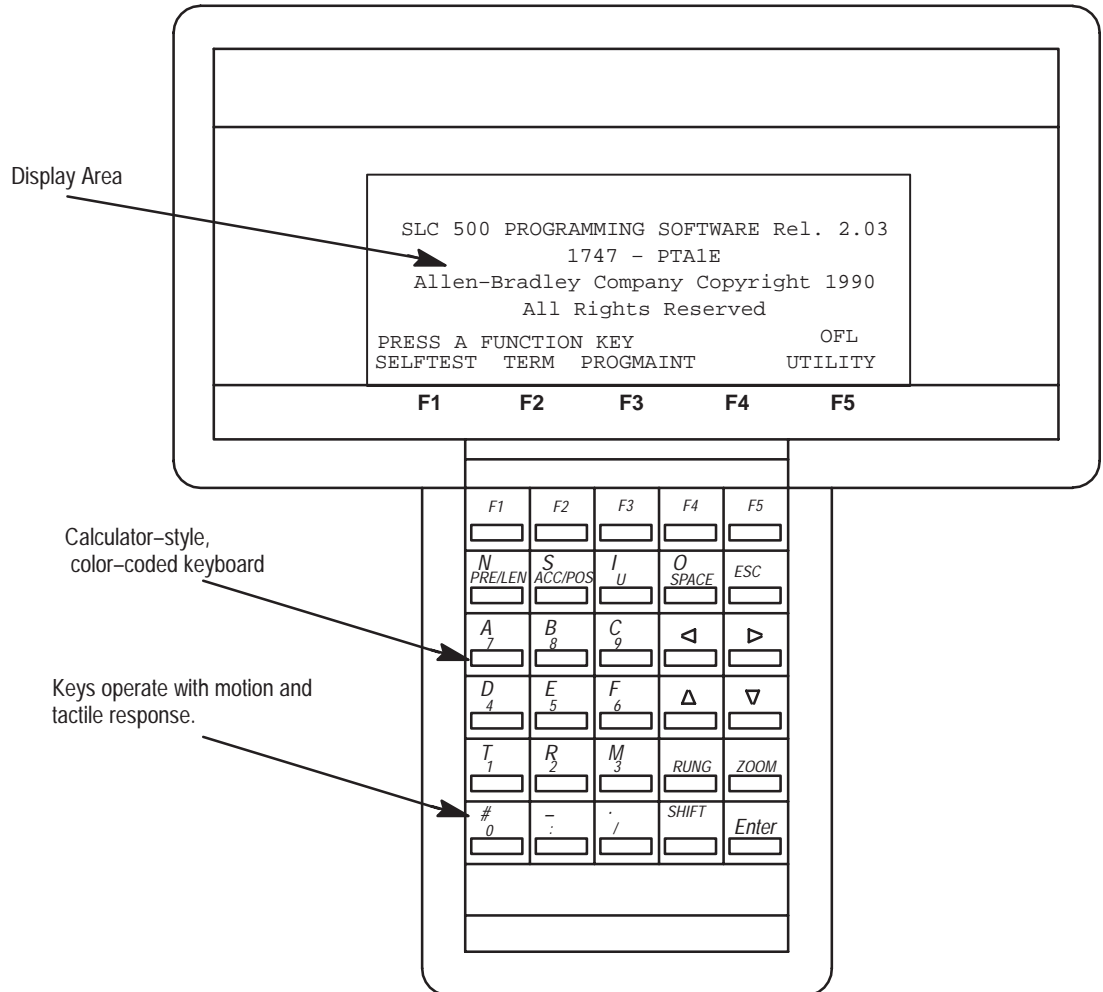 Display Area
SLC 500 PROGRAMMING SOFTWARE Rel. 2.03
1747 – PTA1E
Allen–Bradley Company Copyright 1990
All Rights Reserved
PRESS A FUNCTION KEY OFL
SELFTEST TERM PROGMAINT UTILITY
F1 F2 F3 F4 F5
Calculator–style,
color–coded keyboard
Keys operate with motion and
tactile response.
F1 F2 F3 F4 F5
N S I O
PRE/LEN ACC/POS U SPACE ESC
A B C
7 8 9
D E F
4 5 6
T R M
1 2 3 RUNG ZOOM
# – . SHIFT
0 : / Enter